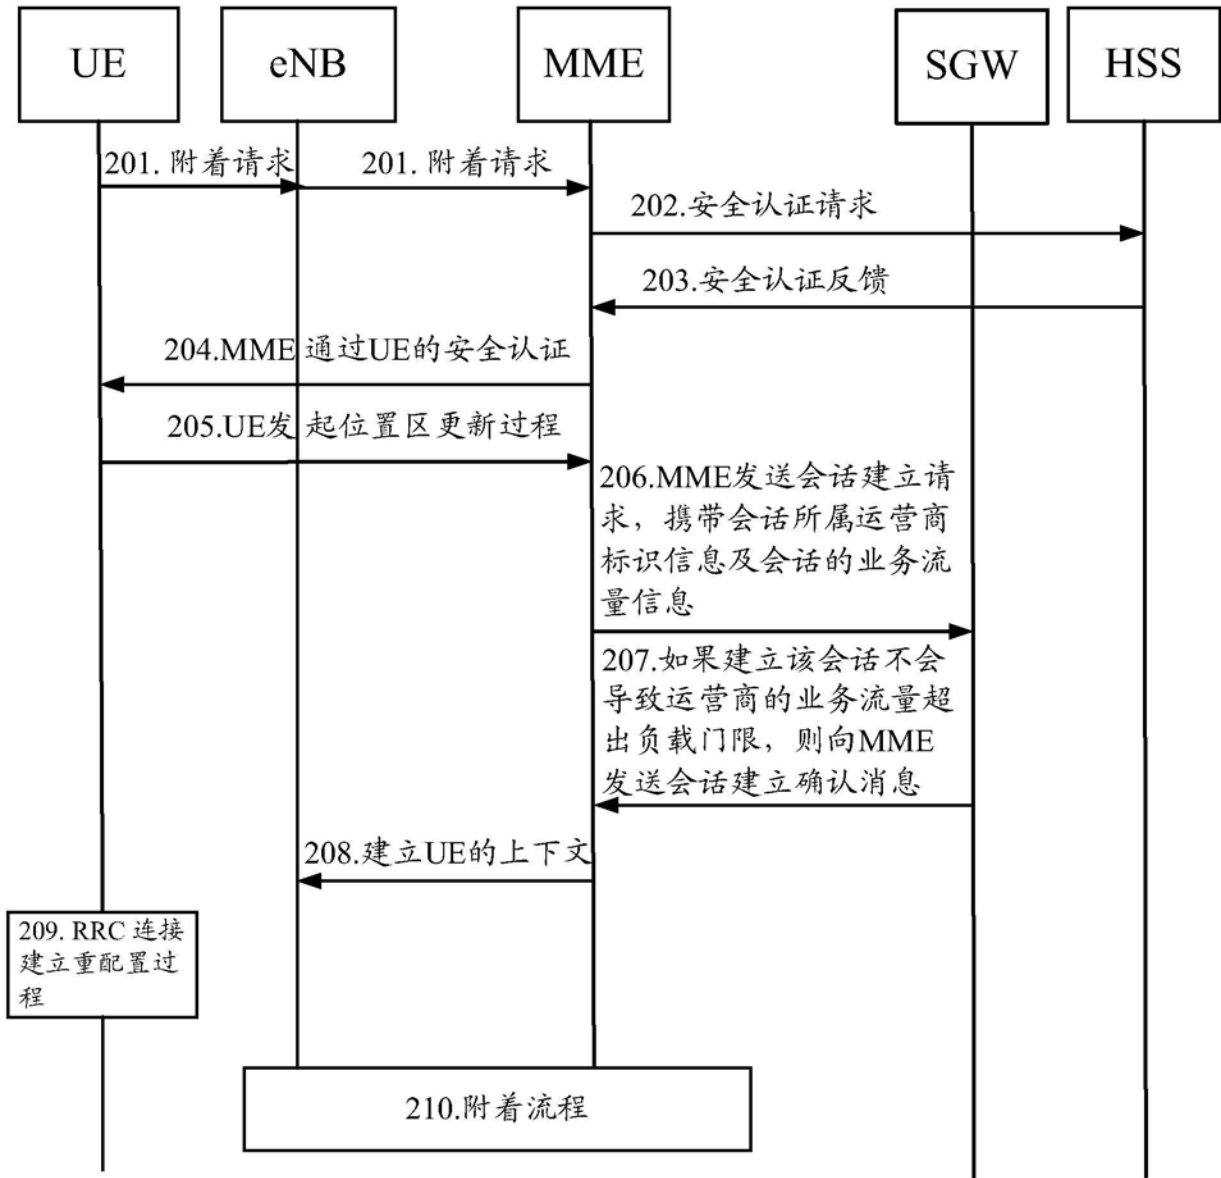 UE
eNB
MME
SGW
HSS
201. 附着请求
201. 附着请求
202.安全认证请求
203.安全认证反馈
204.MME 通过UE的安全认证
205.UE发 起位置区更新过程
206.MME发送会话建立请
求，携带会话所属运营商
标识信息及会话的业务流
量信息
207.如果建立该会话不会
导致运营商的业务流量超
出负载门限，则向MME
发送会话建立确认消息
208.建立UE的上下文
209. RRC 连接
建立重配置过
程
210.附着流程